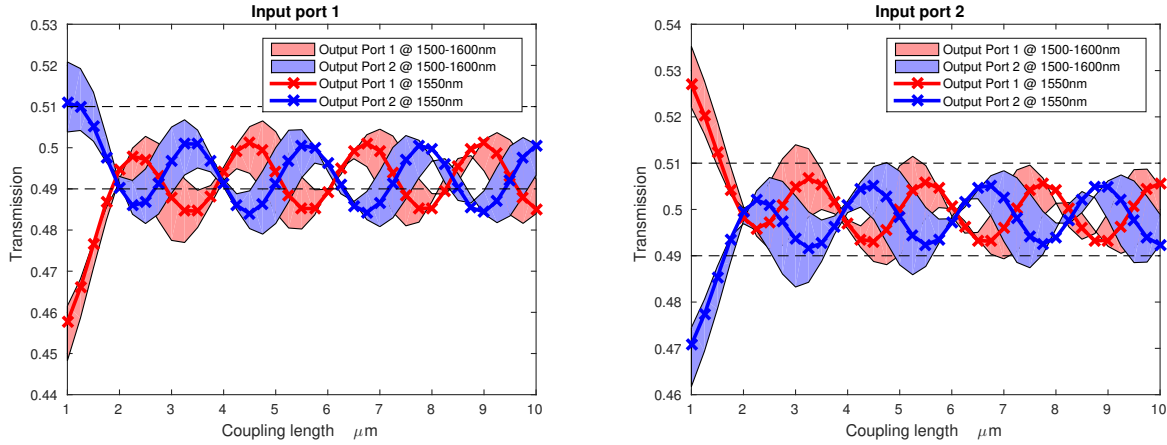 Input port 1
0.53
0.52
0.51
0.5
0.49
0.48
0.47
0.46
0.45
0.44
Transmission
Output Port 1 @ 1500-1600nm
Output Port 2 @ 1500-1600nm
Output Port 1 @ 1550nm
Output Port 2 @ 1550nm
1 2 3 4 5 6 7 8 9 10
Coupling length μm
Input port 2
0.54
0.53
0.52
0.51
0.5
0.49
0.48
0.47
0.46
Transmission
Output Port 1 @ 1500-1600nm
Output Port 2 @ 1500-1600nm
Output Port 1 @ 1550nm
Output Port 2 @ 1550nm
1 2 3 4 5 6 7 8 9 10
Coupling length μm